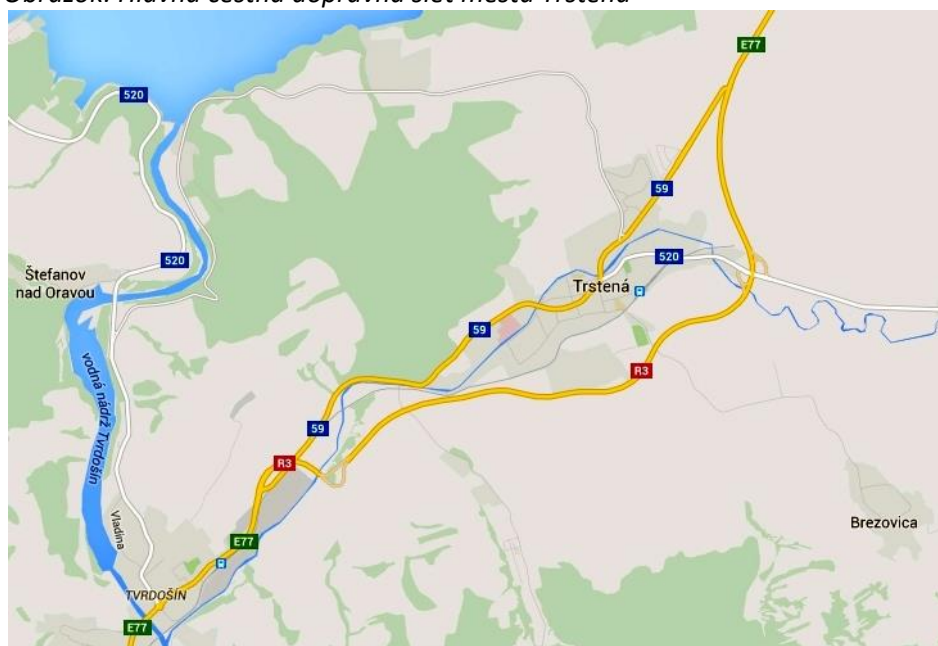 Obrázok: Hlavná cestná dopravná sieť mesta Trstená
E77
520
59
520
520
Štefanov
nad Oravou
Trstená
59
R3
vodná nádrž Tvrdošín
59
R3
Vladina
Brezovica
E77
TVRDOŠÍN
E77